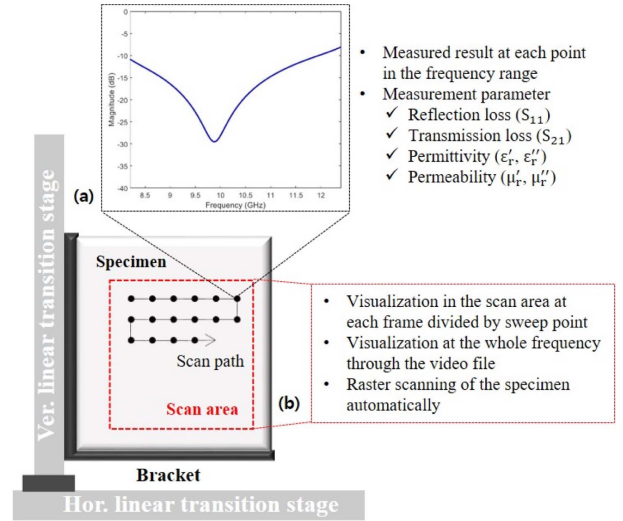 0
-5
-10
-15
-20
-25
-30
-35
-40
Magnitude (dB)
8.5 9 9.5 10 10.5 11 11.5 12
Frequency (GHz)
(a)
• Measured result at each point
in the frequency range
• Measurement parameter
✓ Reflection loss (S₁₁)
✓ Transmission loss (S₂₁)
✓ Permittivity (ε′ᵣ, ε″ᵣ)
✓ Permeability (μ′ᵣ, μ″ᵣ)
Ver. linear transition stage
Specimen
Scan path
Scan area
(b)
• Visualization in the scan area at
each frame divided by sweep point
• Visualization at the whole frequency
through the video file
• Raster scanning of the specimen
automatically
Bracket
Hor. linear transition stage